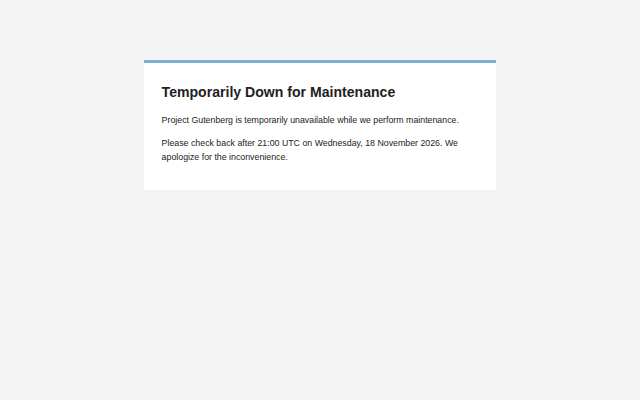 Temporarily Down for Maintenance
Project Gutenberg is temporarily unavailable while we perform maintenance.
Please check back after 21:00 UTC on Wednesday, 18 November 2026. We
apologize for the inconvenience.